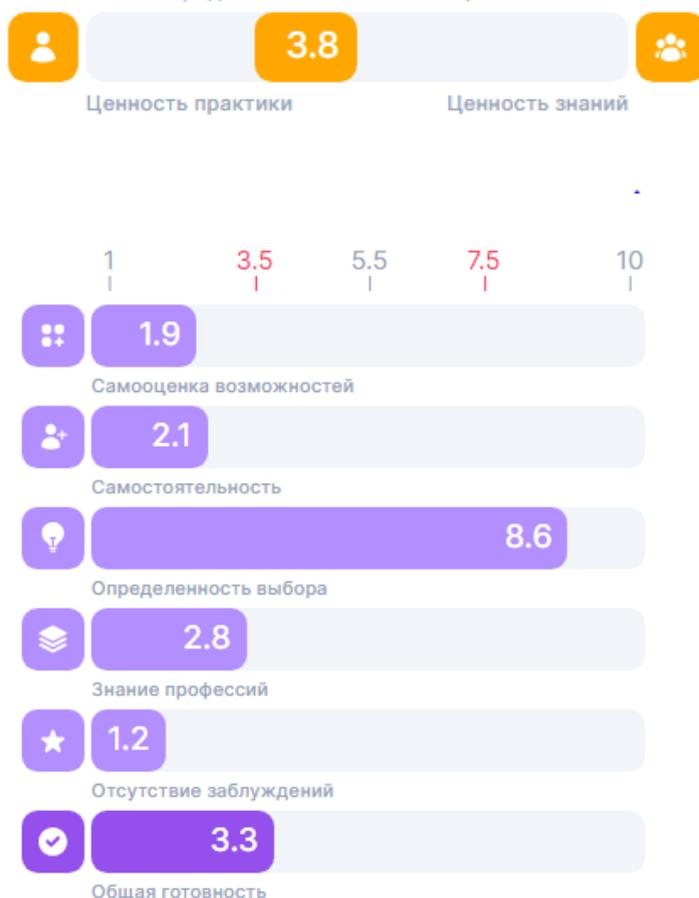 3.8
Ценность практики Ценность знаний
1 3.5 5.5 7.5 10
1.9
Самооценка возможностей
2.1
Самостоятельность
8.6
Определенность выбора
2.8
Знание профессий
1.2
Отсутствие заблуждений
3.3
Общая готовность